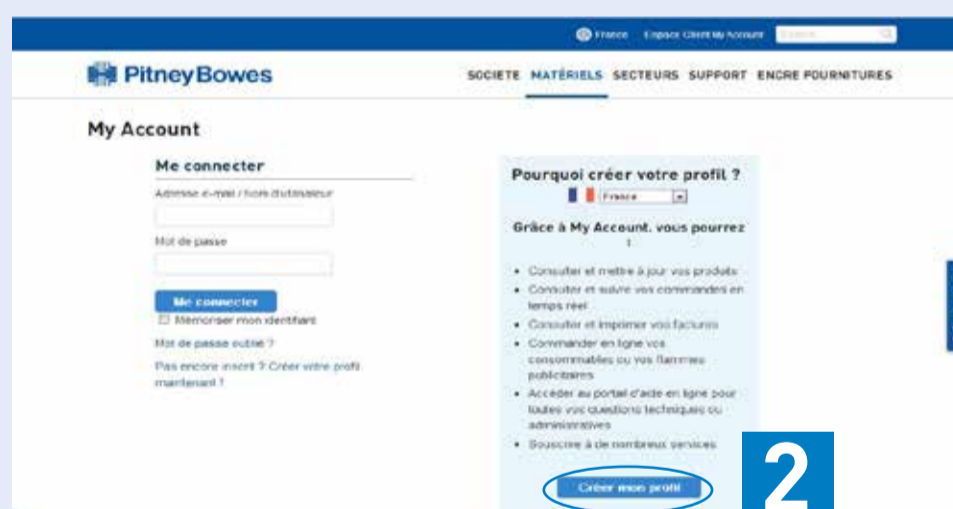 France Espace Client My Account
PitneyBowes
SOCIETE MATÉRIELS SECTEURS SUPPORT ENCRE FOURNITURES
My Account
Me connecter
Adresse e-mail / Nom d'utilisateur
Mot de passe
Me connecter
Mémoriser mon identifiant
Mot de passe oublié ?
Pas encore inscrit ? Créer votre profil
maintenant !
Pourquoi créer votre profil ?
France
Grâce à My Account, vous pourrez
:
• Consulter et mettre à jour vos produits
• Consulter et suivre vos commandes en
temps réel
• Consulter et imprimer vos factures
• Commander en ligne vos
consommables ou vos flammes
publicitaires
• Accéder au portail d'aide en ligne pour
toutes vos questions techniques ou
administratives
• Souscrire à de nombreux services
Créer mon profil
2